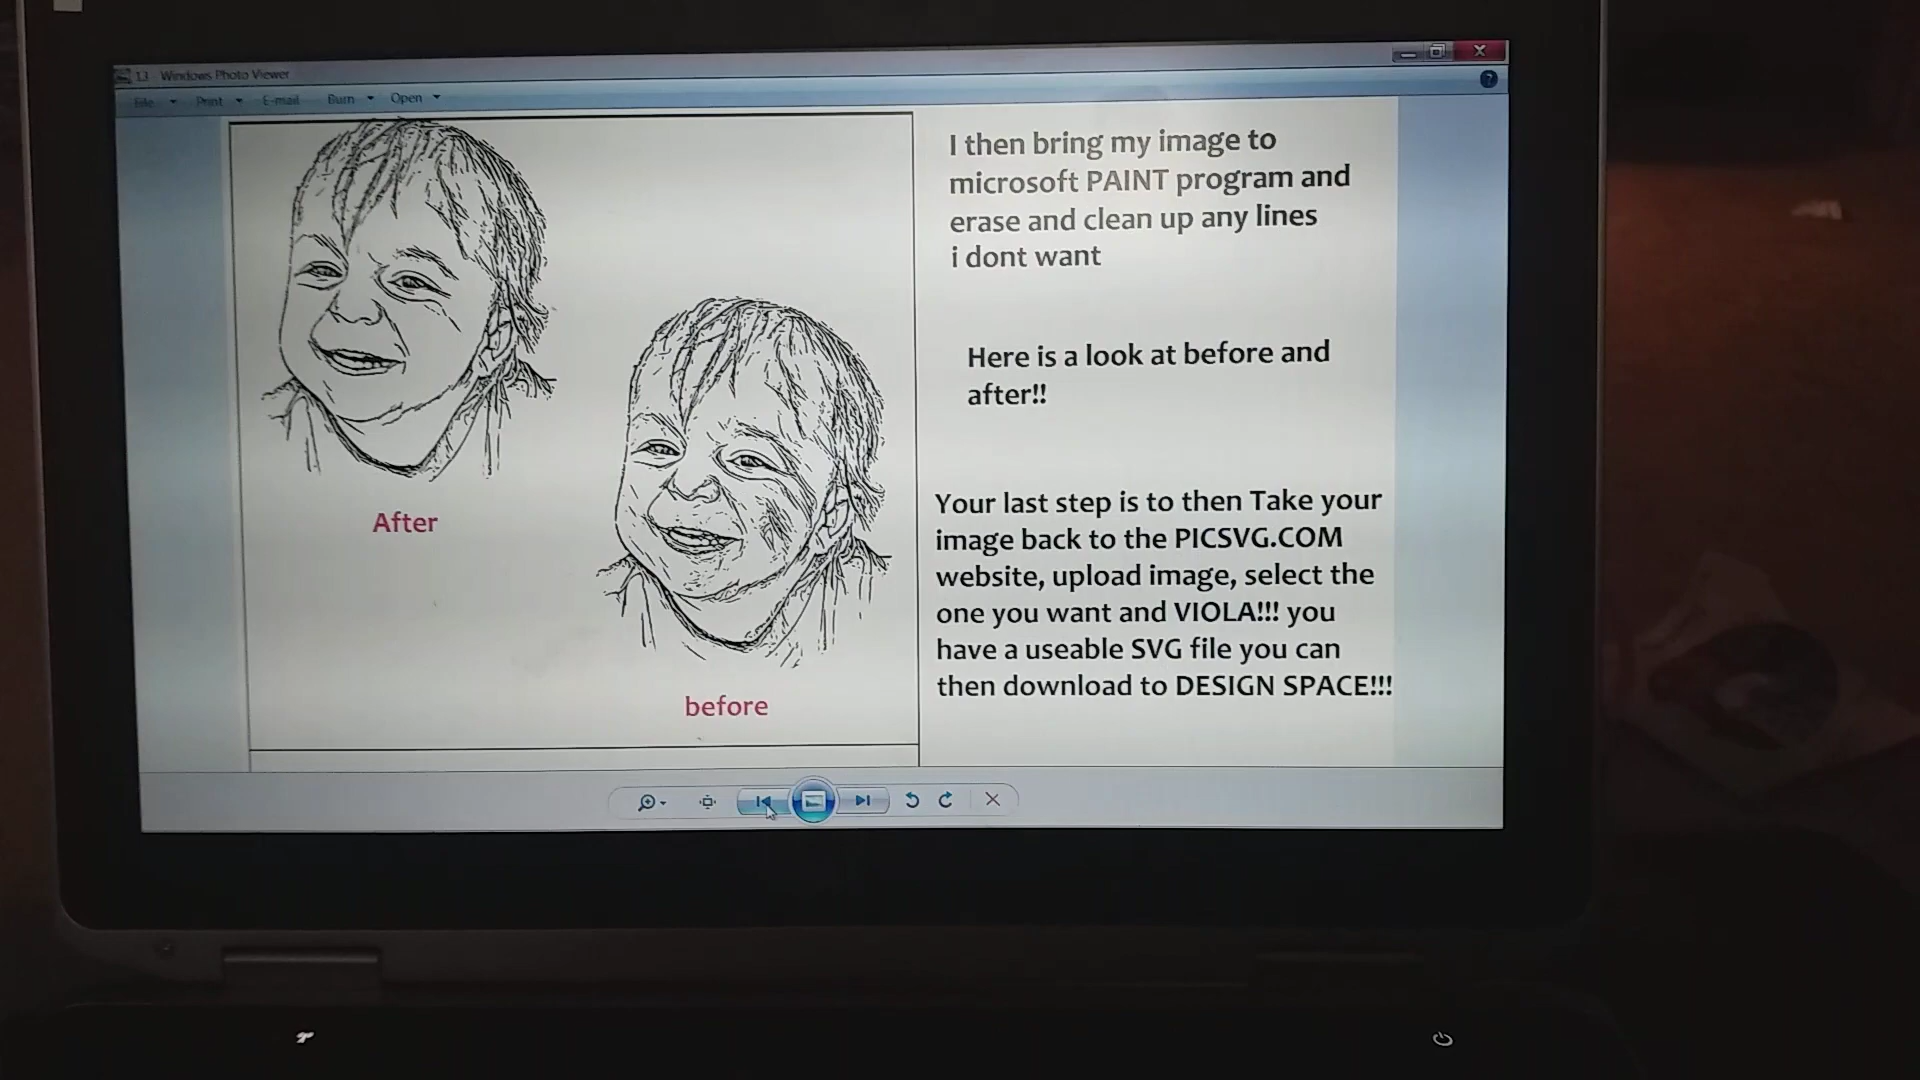 13 - Windows Photo Viewer
File Print E-mail Burn Open
I then bring my image to
microsoft PAINT program and
erase and clean up any lines
i dont want
Here is a look at before and
after!!
Your last step is to then Take your
image back to the PICSVG.COM
website, upload image, select the
one you want and VIOLA!!! you
have a useable SVG file you can
then download to DESIGN SPACE!!!
After
before